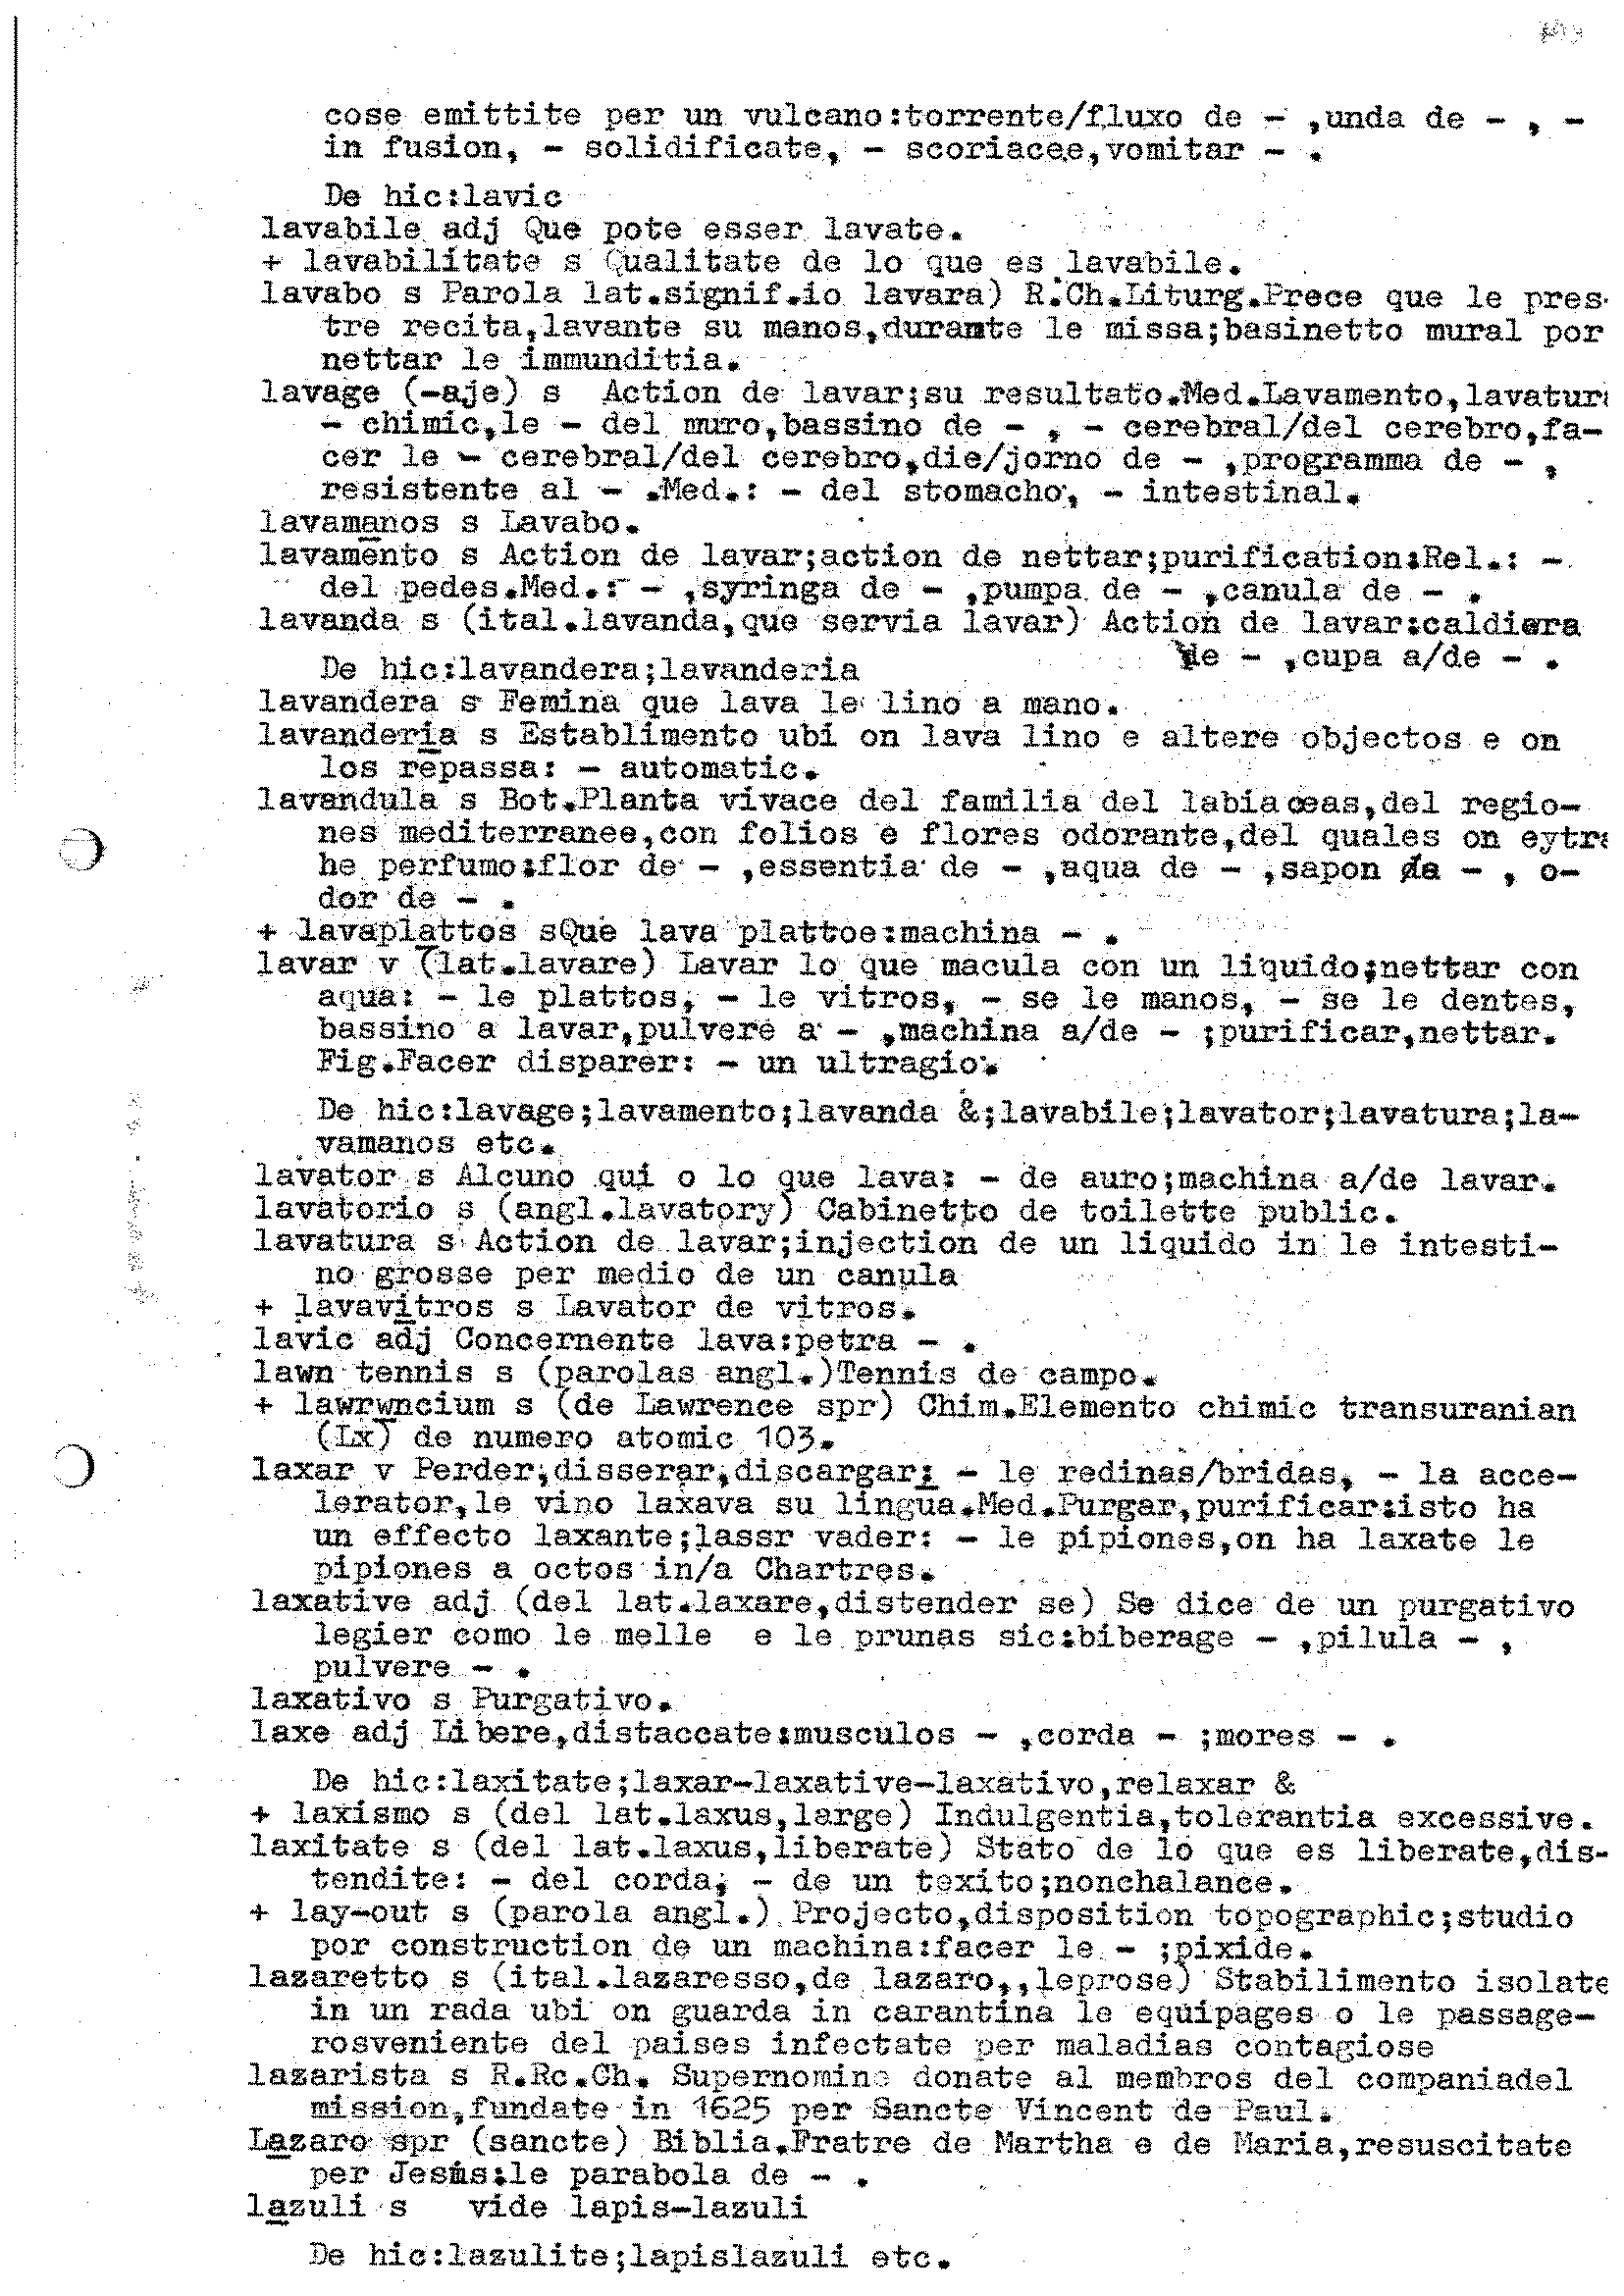 cose emittite per un vulcano:torrente/fluxo de - ,unda de - , -
in fusion, - solidificate, - scoriacee,vomitar - .
De hic:lavic
lavabile adj Que pote esser lavate.
+ lavabilitate s Qualitate de lo que es lavabile.
lavabo s Parola lat.signif.io lavara) R.Ch.Liturg.Prece que le pres-
tre recita,lavante su manos,durante le missa;basinetto mural por
nettar le immunditia.
lavage (-aje) s  Action de lavar;su resultato.Med.Lavamento,lavatura
- chimic,le - del muro,bassino de - , - cerebral/del cerebro,fa-
cer le - cerebral/del cerebro,die/jorno de - ,programma de - ,
resistente al - .Med.: - del stomacho, - intestinal.
lavamanos s Lavabo.
lavamento s Action de lavar;action de nettar;purification:Rel.: -
del pedes.Med.: - ,syringa de - ,pumpa de - ,canula de - .
lavanda s (ital.lavanda,que servia lavar) Action de lavar:caldiera
de - ,cupa a/de - .
De hic:lavandera;lavanderia
lavandera s Femina que lava le lino a mano.
lavanderia s Establimento ubi on lava lino e altere objectos e on
los repassa: - automatic.
lavandula s Bot.Planta vivace del familia del labiaceas,del regio-
nes mediterranee,con folios e flores odorante,del quales on eytra
he perfumo:flor de - ,essentia de - ,aqua de - ,sapon da - , o-
dor de - .
+ lavaplattos sQue lava plattoe:machina - .
lavar v (lat.lavare) Lavar lo que macula con un liquido;nettar con
aqua: - le plattos, - le vitros, - se le manos, - se le dentes,
bassino a lavar,pulvere a - ,machina a/de - ;purificar,nettar.
Fig.Facer disparer: - un ultragio.
De hic:lavage;lavamento;lavanda &;lavabile;lavator;lavatura;la-
vamanos etc.
lavator s Alcuno qui o lo que lava: - de auro;machina a/de lavar.
lavatorio s (angl.lavatory) Cabinetto de toilette public.
lavatura s Action de lavar;injection de un liquido in le intesti-
no grosse per medio de un canula
+ lavavitros s Lavator de vitros.
lavic adj Concernente lava:petra - .
lawn tennis s (parolas angl.)Tennis de campo.
+ lawrwncium s (de Lawrence spr) Chim.Elemento chimic transuranian
(Lx) de numero atomic 103.
laxar v Perder,disserar,discargar: - le redinas/bridas, - la acce-
lerator,le vino laxava su lingua.Med.Purgar,purificar:isto ha
un effecto laxante;lassr vader: - le pipiones,on ha laxate le
pipiones a octos in/a Chartres.
laxative adj (del lat.laxare,distender se) Se dice de un purgativo
legier como le melle  e le prunas sic:biberage - ,pilula - ,
pulvere - .
laxativo s Purgativo.
laxe adj Libere,distaccate:musculos - ,corda - ;mores - .
De hic:laxitate;laxar-laxative-laxativo,relaxar &
+ laxismo s (del lat.laxus,large) Indulgentia,tolerantia excessive.
laxitate s (del lat.laxus,liberate) Stato de lo que es liberate,dis-
tendite: - del corda, - de un texito;nonchalance.
+ lay-out s (parola angl.) Projecto,disposition topographic;studio
por construction de un machina:facer le - ;pixide.
lazaretto s (ital.lazaresso,de lazaro,,leprose) Stabilimento isolate
in un rada ubi on guarda in carantina le equipages o le passage-
rosveniente del paises infectate per maladias contagiose
lazarista s R.Rc.Ch. Supernomine donate al membros del companiadel
mission,fundate in 1625 per Sancte Vincent de Paul.
Lazaro spr (sancte) Biblia.Fratre de Martha e de Maria,resuscitate
per Jesus:le parabola de - .
lazuli s   vide lapis-lazuli
De hic:lazulite;lapislazuli etc.